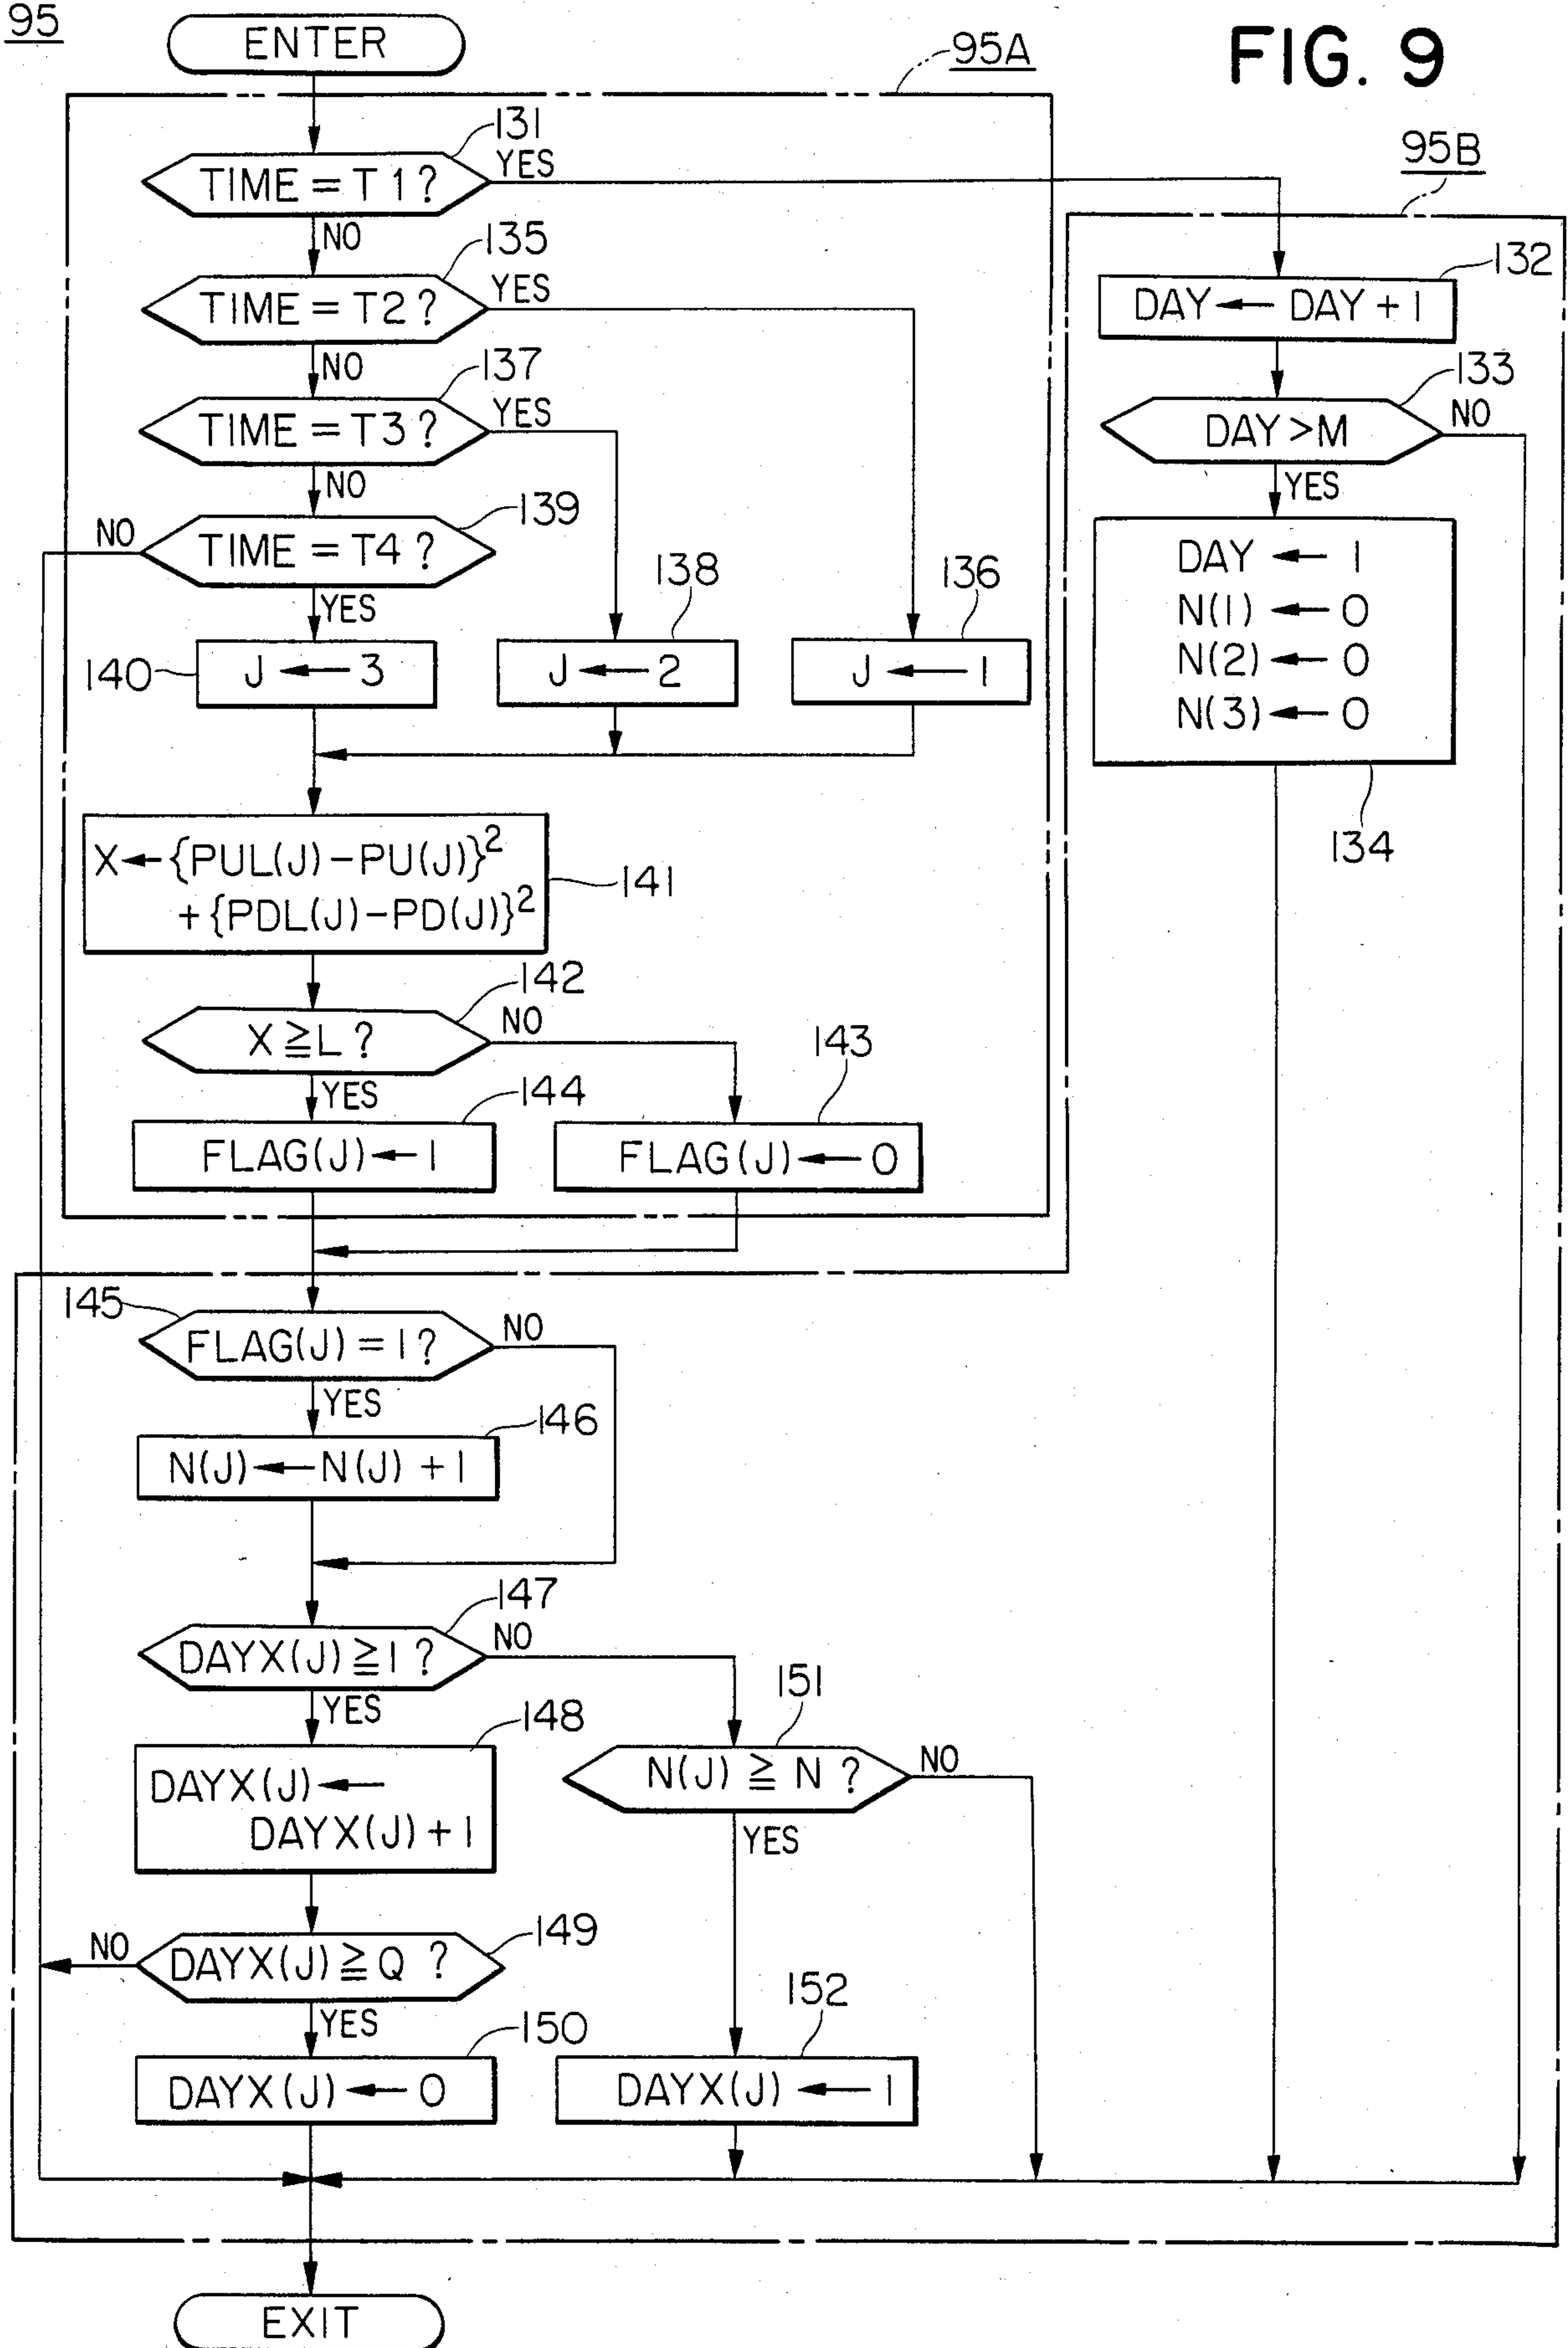 95
ENTER
FIG. 9
95A
131
TIME = T1?
YES
95B
NO
135
TIME = T2?
YES
132
DAY ← DAY + 1
NO
137
TIME = T3?
YES
133
DAY > M
NO
NO
YES
139
NO
TIME = T4?
YES
DAY ← 1
N(1) ← 0
N(2) ← 0
N(3) ← 0
134
138
136
140
J ← 3
J ← 2
J ← 1
X ← {PUL(J) - PU(J)}²
+ {PDL(J) - PD(J)}²
141
142
X ≧ L ?
NO
YES
144
143
FLAG(J) ← 1
FLAG(J) ← 0
145
FLAG(J) = 1?
NO
YES
146
N(J) ← N(J) + 1
147
DAYX(J) ≧ 1 ?
NO
YES
151
148
DAYX(J) ←
DAYX(J) + 1
N(J) ≧ N ?
NO
YES
149
NO
DAYX(J) ≧ Q ?
YES
150
152
DAYX(J) ← 0
DAYX(J) ← 1
EXIT